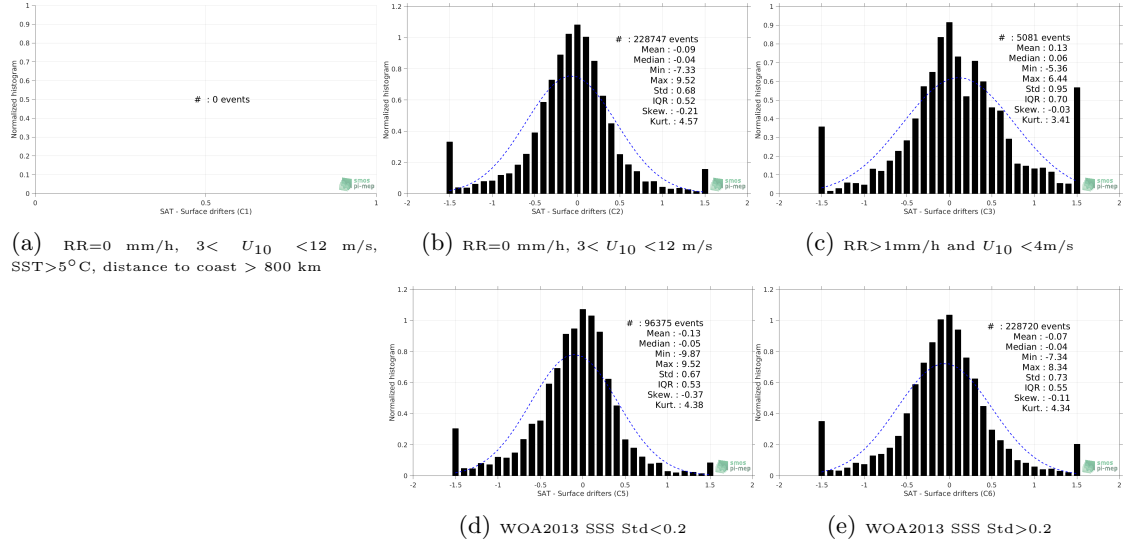 1
0.9
0.8
0.7
0.6
0.5
0.4
0.3
0.2
0.1
0
0 0.5 1
Normalized histogram
# : 0 events
SAT - Surface drifters (C1)
smos
pi-mep
(a) RR=0 mm/h, 3< U10 <12 m/s,
SST>5°C, distance to coast > 800 km
1.2
1
0.8
0.6
0.4
0.2
0
-2 -1.5 -1 -0.5 0 0.5 1 1.5 2
Normalized histogram
# : 228747 events
Mean : -0.09
Median : -0.04
Min : -7.33
Max : 9.52
Std : 0.68
IQR : 0.52
Skew. : -0.21
Kurt. : 4.57
SAT - Surface drifters (C2)
smos
pi-mep
(b) RR=0 mm/h, 3< U10 <12 m/s
1
0.9
0.8
0.7
0.6
0.5
0.4
0.3
0.2
0.1
0
-2 -1.5 -1 -0.5 0 0.5 1 1.5 2
Normalized histogram
# : 5081 events
Mean : 0.13
Median : 0.06
Min : -5.36
Max : 6.44
Std : 0.95
IQR : 0.70
Skew. : -0.03
Kurt. : 3.41
SAT - Surface drifters (C3)
smos
pi-mep
(c) RR>1mm/h and U10 <4m/s
1.2
1
0.8
0.6
0.4
0.2
0
-2 -1.5 -1 -0.5 0 0.5 1 1.5 2
Normalized histogram
# : 96375 events
Mean : -0.13
Median : -0.05
Min : -9.87
Max : 9.52
Std : 0.67
IQR : 0.53
Skew. : -0.37
Kurt. : 4.38
SAT - Surface drifters (C5)
smos
pi-mep
(d) WOA2013 SSS Std<0.2
1.2
1
0.8
0.6
0.4
0.2
0
-2 -1.5 -1 -0.5 0 0.5 1 1.5 2
Normalized histogram
# : 228720 events
Mean : -0.07
Median : -0.04
Min : -7.34
Max : 8.34
Std : 0.73
IQR : 0.55
Skew. : -0.11
Kurt. : 4.34
SAT - Surface drifters (C6)
smos
pi-mep
(e) WOA2013 SSS Std>0.2